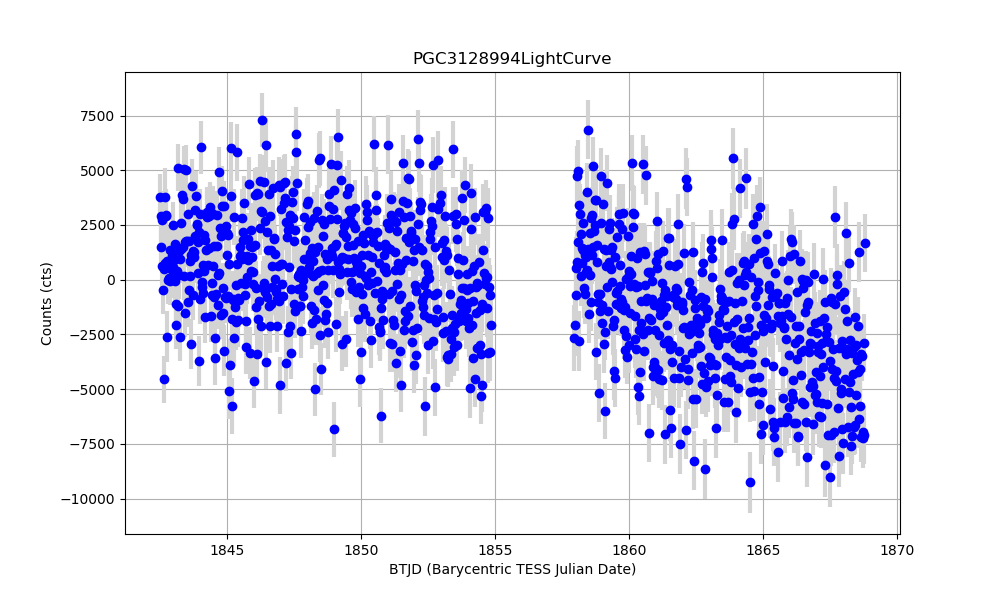 PGC3128994LightCurve
Counts (cts)
7500
5000
2500
0
−2500
−5000
−7500
−10000
1845 1850 1855 1860 1865 1870
BTJD (Barycentric TESS Julian Date)